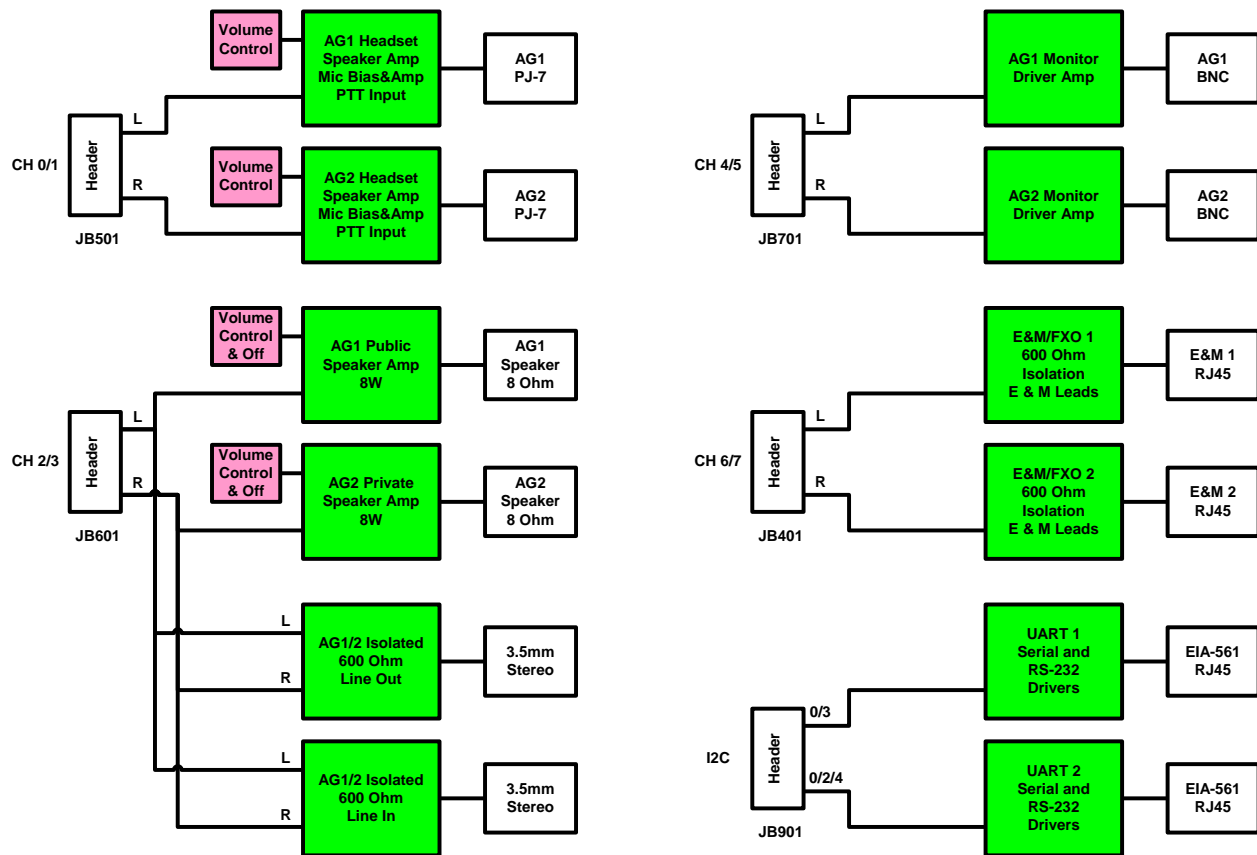 Volume
Control
AG1 Headset
Speaker Amp
Mic Bias&Amp
PTT Input
AG1
PJ-7
L
CH 0/1
Header
R
JB501
Volume
Control
AG2 Headset
Speaker Amp
Mic Bias&Amp
PTT Input
AG2
PJ-7
AG1 Monitor
Driver Amp
AG1
BNC
L
CH 4/5
Header
R
JB701
AG2 Monitor
Driver Amp
AG2
BNC
Volume
Control
& Off
AG1 Public
Speaker Amp
8W
AG1
Speaker
8 Ohm
L
CH 2/3
Header
R
JB601
Volume
Control
& Off
AG2 Private
Speaker Amp
8W
AG2
Speaker
8 Ohm
L
R
AG1/2 Isolated
600 Ohm
Line Out
3.5mm
Stereo
L
R
AG1/2 Isolated
600 Ohm
Line In
3.5mm
Stereo
E&M/FXO 1
600 Ohm
Isolation
E & M Leads
E&M 1
RJ45
L
CH 6/7
Header
R
JB401
E&M/FXO 2
600 Ohm
Isolation
E & M Leads
E&M 2
RJ45
UART 1
Serial and
RS-232
Drivers
EIA-561
RJ45
0/3
I2C
Header
0/2/4
JB901
UART 2
Serial and
RS-232
Drivers
EIA-561
RJ45